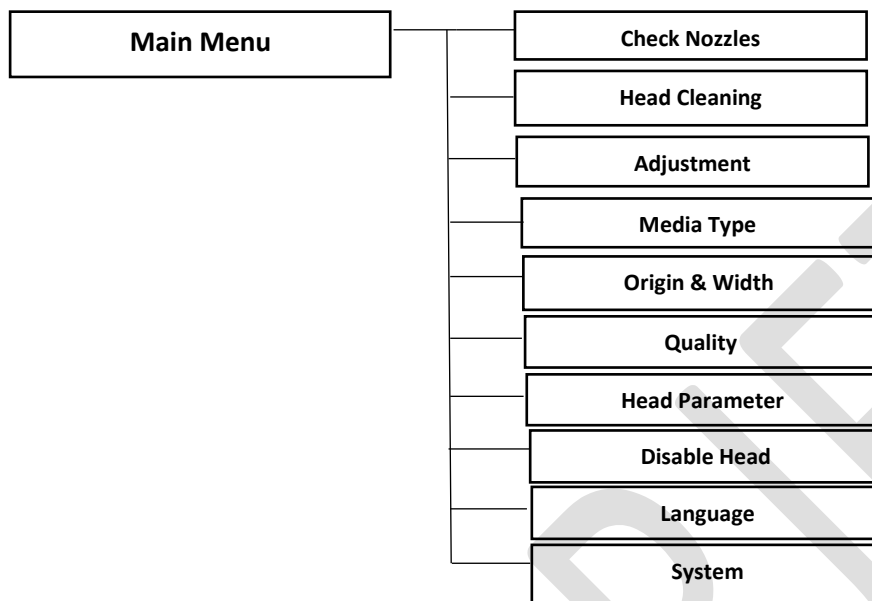 Main Menu
Check Nozzles
Head Cleaning
Adjustment
Media Type
Origin & Width
Quality
Head Parameter
Disable Head
Language
System